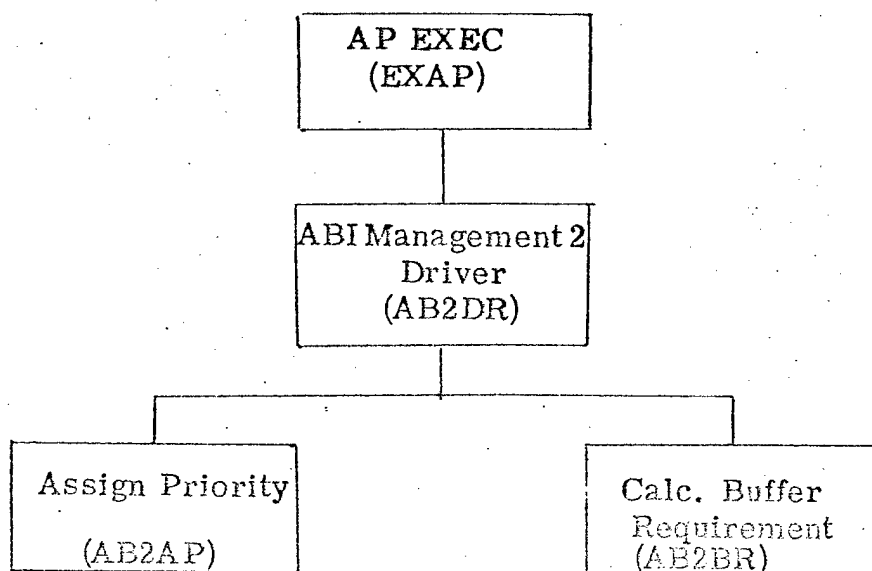 AP EXEC
(EXAP)
ABI Management 2
Driver
(AB2DR)
Assign Priority
(AB2AP)
Calc. Buffer
Requirement
(AB2BR)